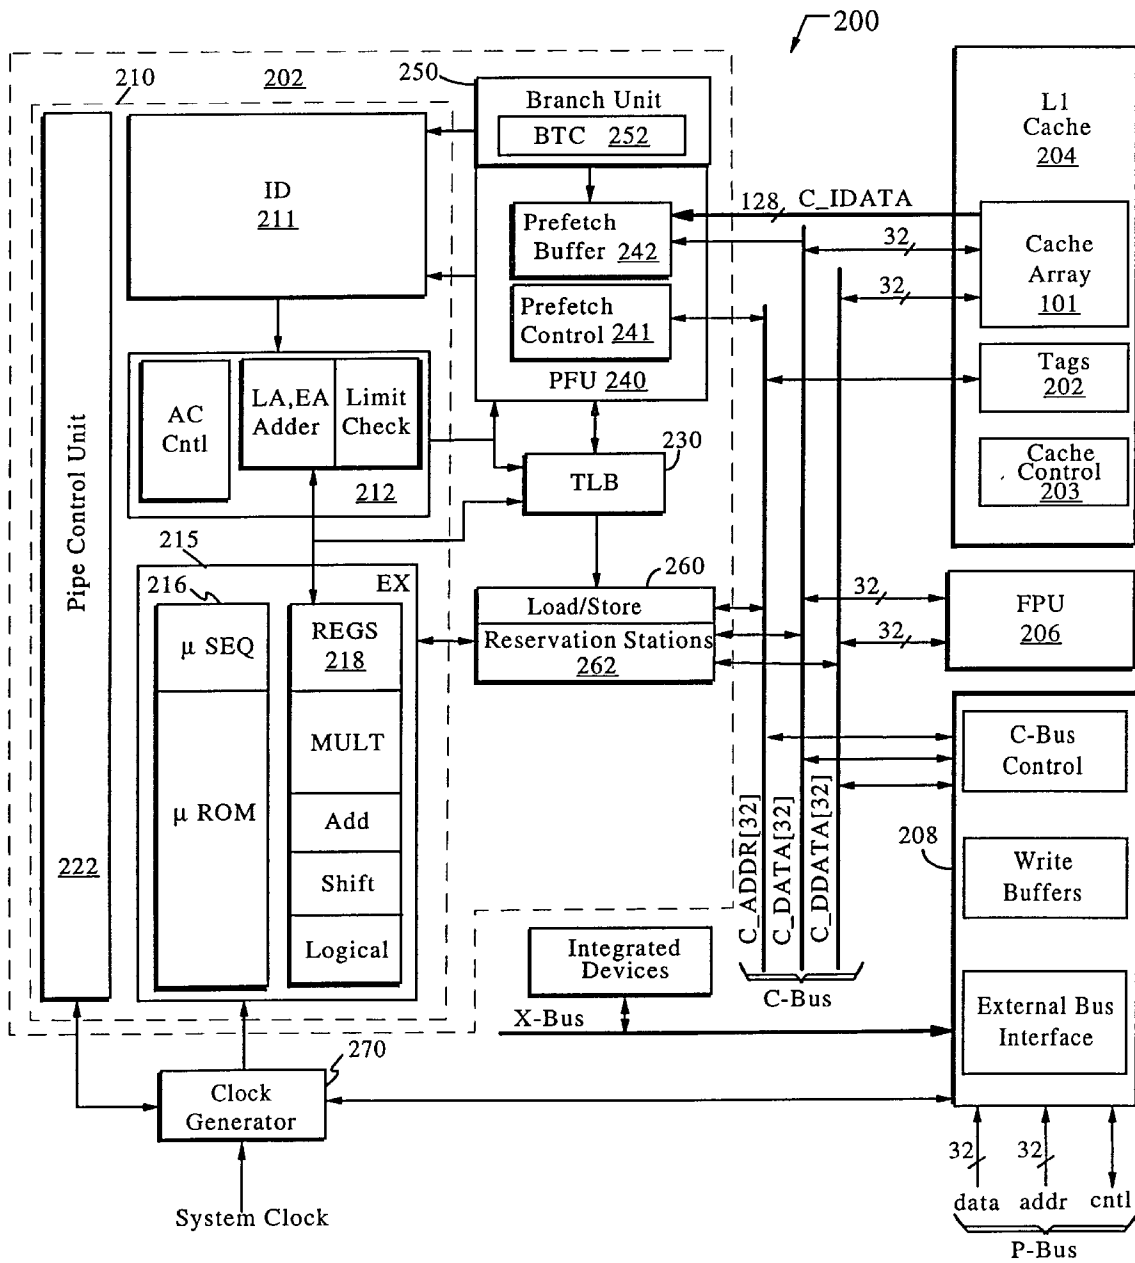 200
210
202
250
Branch Unit
BTC 252
L1
Cache
204
ID
211
128
C_IDATA
Prefetch
Buffer 242
32
Cache
Array
101
32
Prefetch
Control 241
PFU 240
Tags
202
AC
Cntl
LA,EA
Adder
Limit
Check
212
230
TLB
Cache
Control
203
Pipe Control Unit
222
215
216
EX
260
Load/Store
Reservation Stations
262
32
32
FPU
206
µ SEQ
REGS
218
MULT
µ ROM
Add
Shift
Logical
C_ADDR[32]
C_DATA[32]
C_DDATA[32]
C-Bus
Control
208
Write
Buffers
Integrated
Devices
C-Bus
X-Bus
External Bus
Interface
270
Clock
Generator
System Clock
32
32
data
addr
cntl
P-Bus